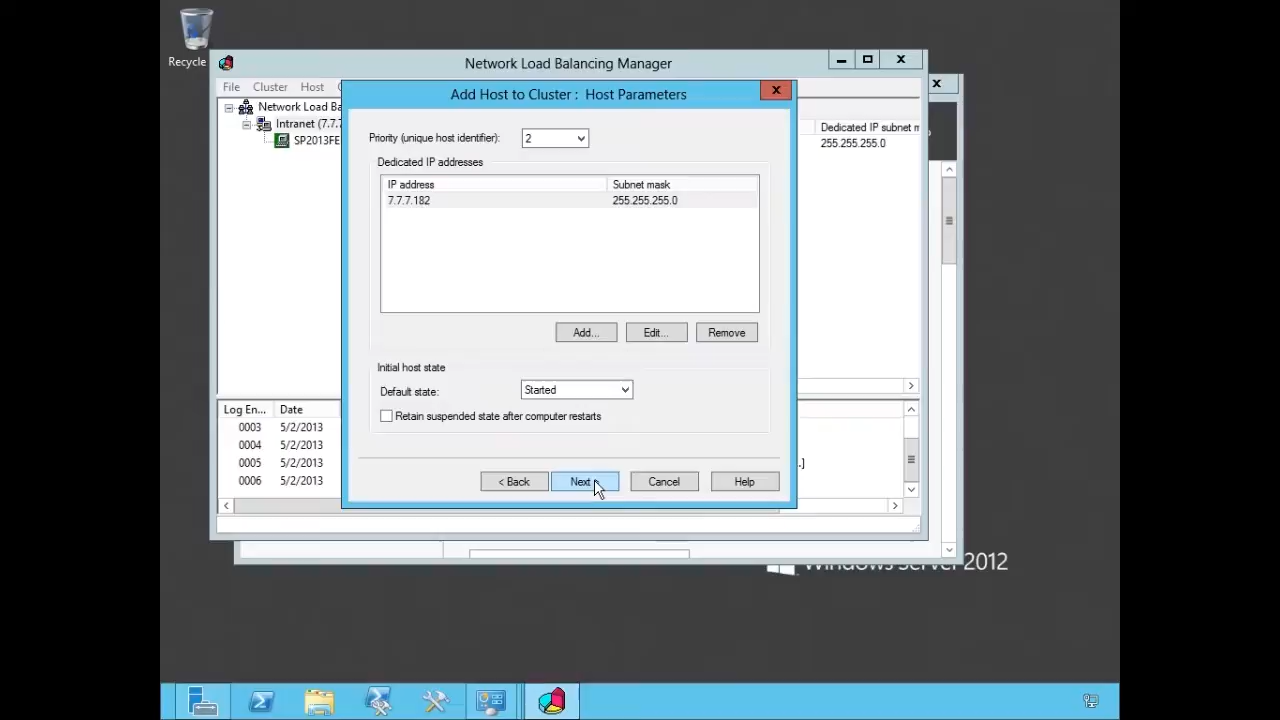 Recycle
Network Load Balancing Manager
File Cluster Host
Add Host to Cluster : Host Parameters
Network Load Ba
Intranet (7.7.7
SP2013FE
Dedicated IP subnet m
255.255.255.0
Priority (unique host identifier): 2
Dedicated IP addresses
IP address Subnet mask
7.7.7.182 255.255.255.0
Add... Edit... Remove
Initial host state
Default state: Started
Retain suspended state after computer restarts
Log En... Date
0003 5/2/2013
0004 5/2/2013
0005 5/2/2013
0006 5/2/2013
.]
< Back Next Cancel Help
Windows Server 2012